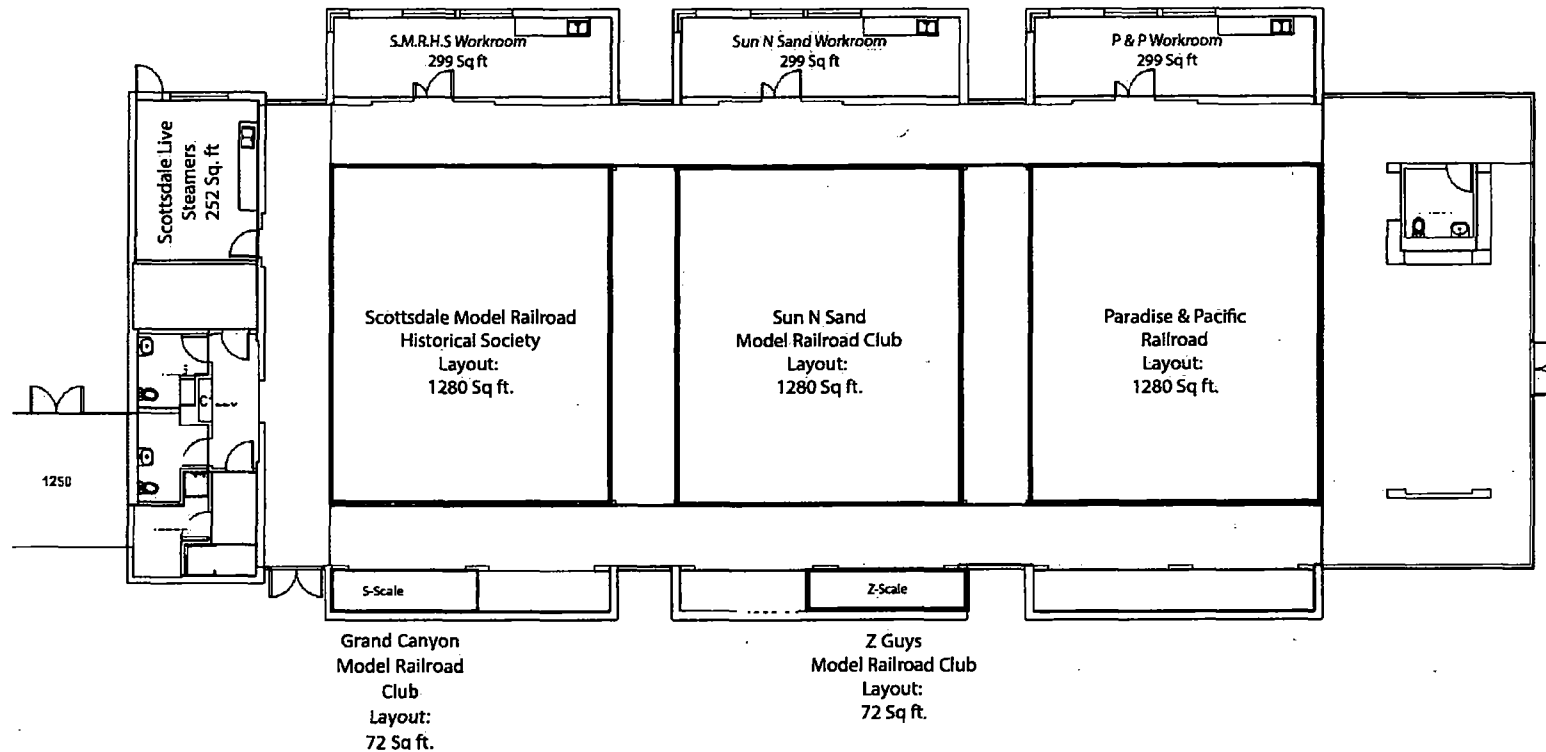 S.M.R.H.S Workroom
299 Sq ft
Sun N Sand Workroom
299 Sq ft
P & P Workroom
299 Sq ft
Scottsdale Live
Steamers
252 Sq. ft
Scottsdale Model Railroad
Historical Society
Layout:
1280 Sq ft.
Sun N Sand
Model Railroad Club
Layout:
1280 Sq ft.
Paradise & Pacific
Railroad
Layout:
1280 Sq ft.
1250
S-Scale
Z-Scale
Grand Canyon
Model Railroad
Club
Layout:
72 Sq ft.
Z Guys
Model Railroad Club
Layout:
72 Sq ft.